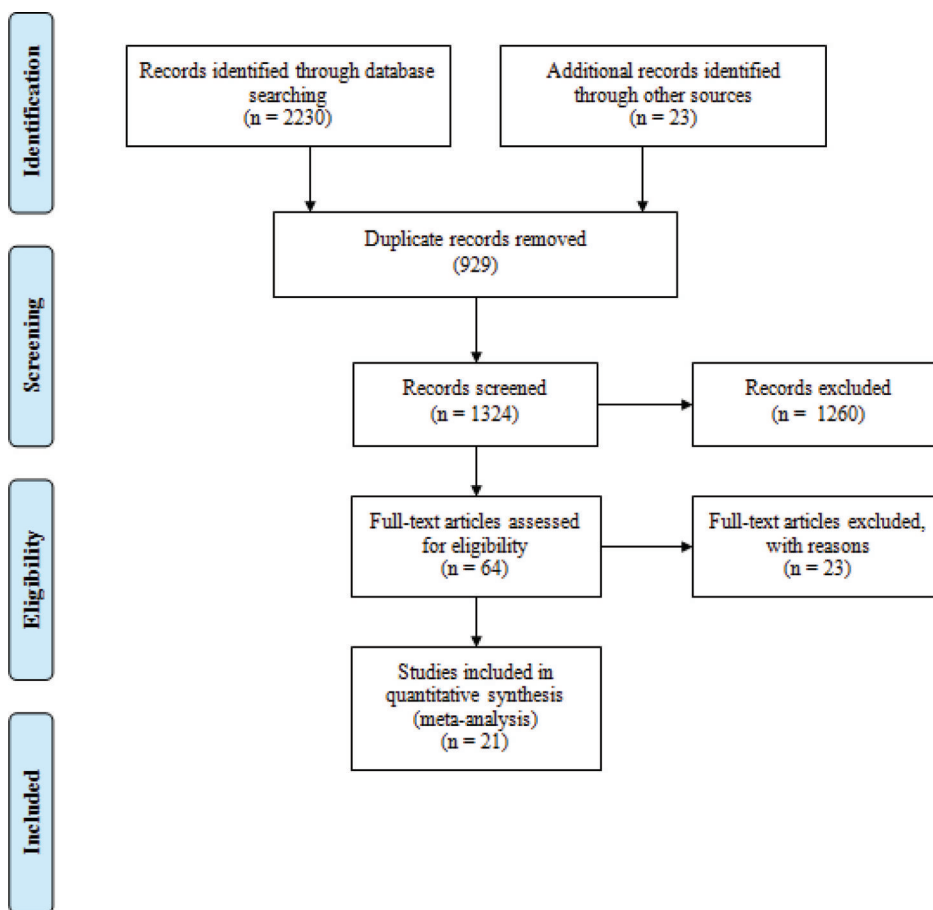 Identification
Records identified through database
searching
(n = 2230)
Additional records identified
through other sources
(n = 23)
Duplicate records removed
(929)
Screening
Records screened
(n = 1324)
Records excluded
(n = 1260)
Eligibility
Full-text articles assessed
for eligibility
(n = 64)
Full-text articles excluded,
with reasons
(n = 23)
Included
Studies included in
quantitative synthesis
(meta-analysis)
(n = 21)